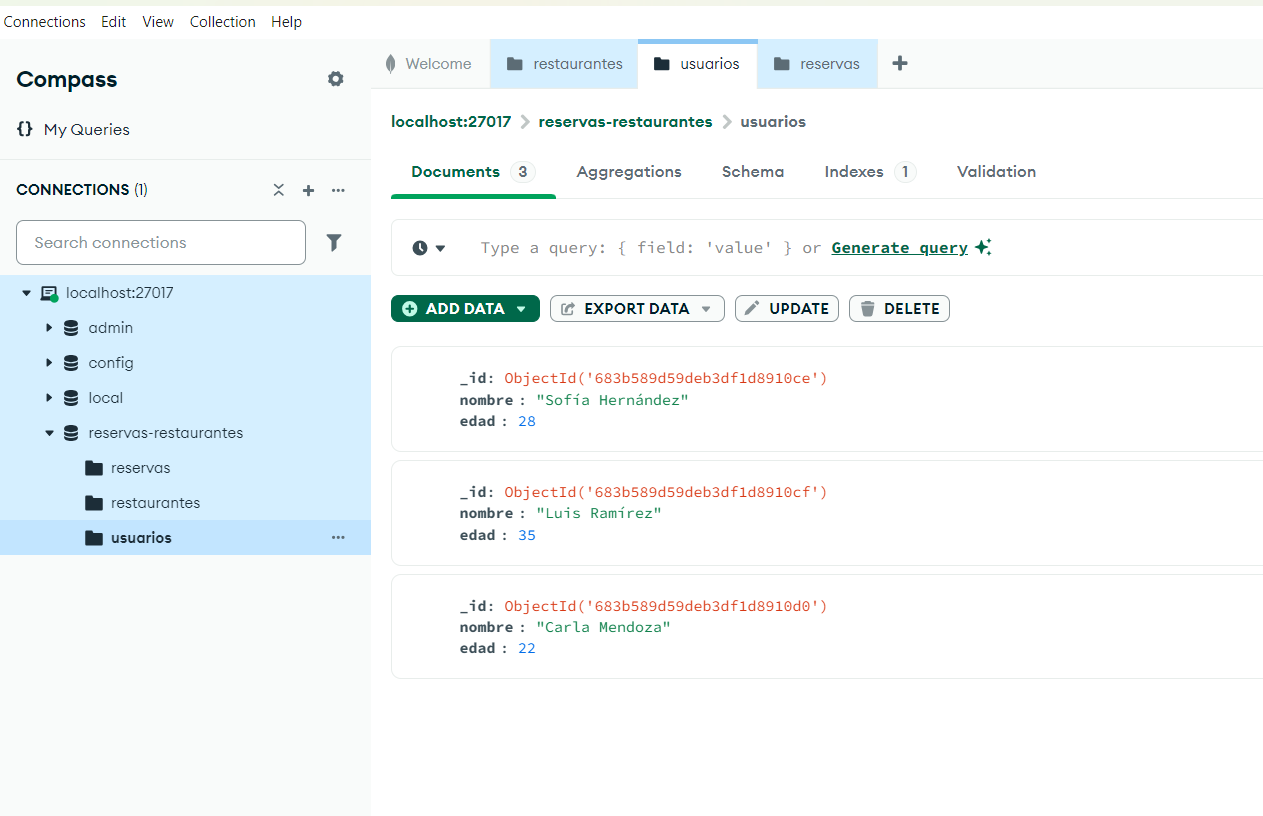 Connections Edit View Collection Help
Compass
{} My Queries
CONNECTIONS (1)
Search connections
localhost:27017
admin
config
local
reservas-restaurantes
reservas
restaurantes
usuarios
Welcome restaurantes usuarios reservas
localhost:27017 > reservas-restaurantes > usuarios
Documents 3 Aggregations Schema Indexes 1 Validation
Type a query: { field: 'value' } or Generate query
ADD DATA EXPORT DATA UPDATE DELETE
_id: ObjectId('683b589d59deb3df1d8910ce')
nombre : "Sofía Hernández"
edad : 28
_id: ObjectId('683b589d59deb3df1d8910cf')
nombre : "Luis Ramírez"
edad : 35
_id: ObjectId('683b589d59deb3df1d8910d0')
nombre : "Carla Mendoza"
edad : 22